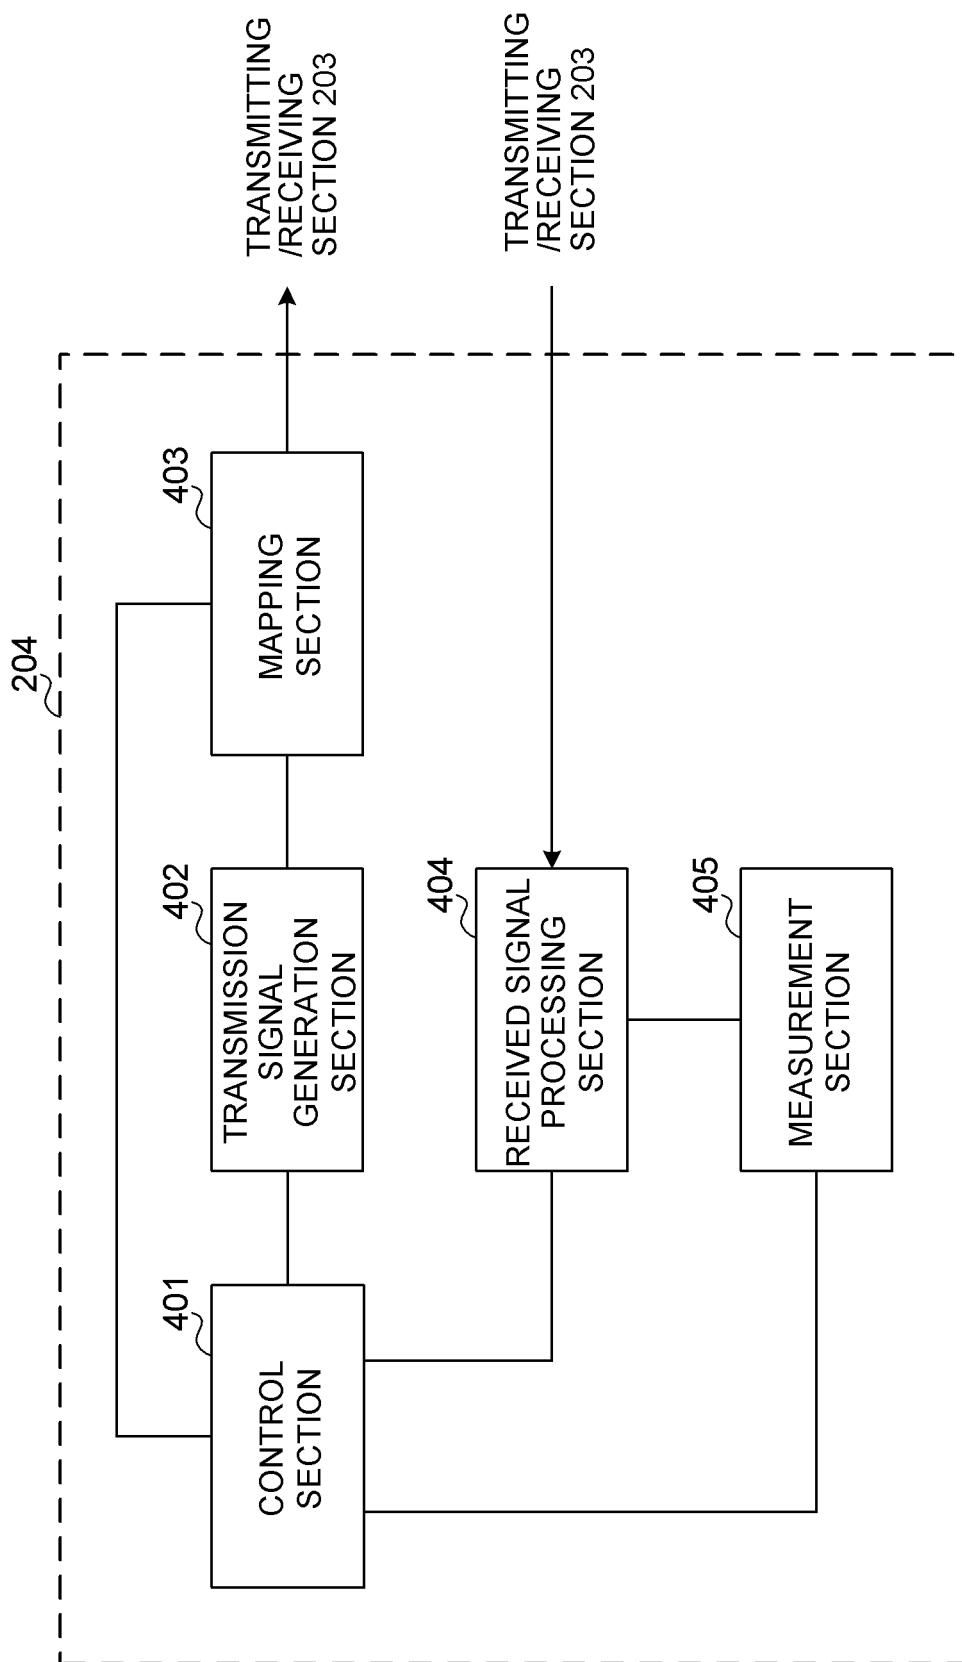 204
401
CONTROL
SECTION
402
TRANSMISSION
SIGNAL
GENERATION
SECTION
403
MAPPING
SECTION
TRANSMITTING
/RECEIVING
SECTION 203
404
RECEIVED SIGNAL
PROCESSING
SECTION
TRANSMITTING
/RECEIVING
SECTION 203
405
MEASUREMENT
SECTION